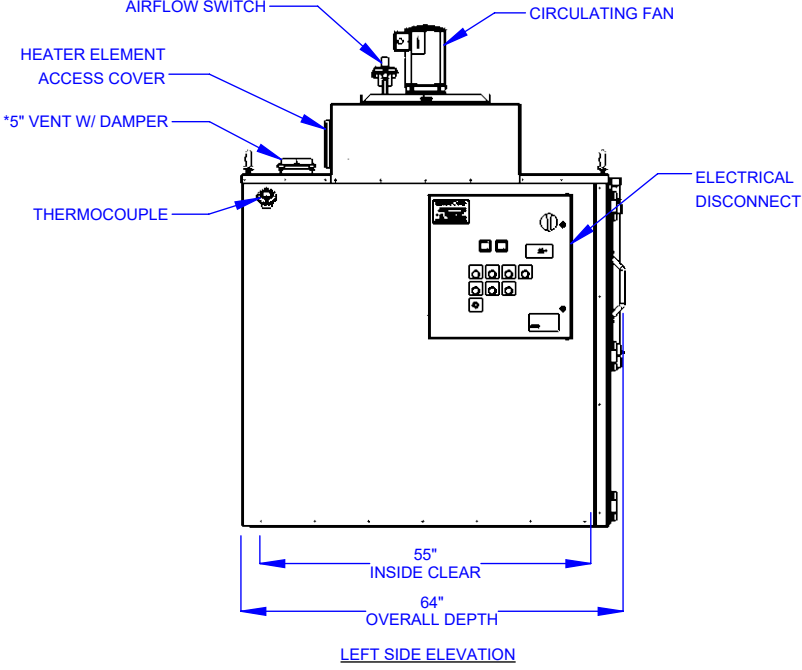 AIRFLOW SWITCH
CIRCULATING FAN
HEATER ELEMENT
ACCESS COVER
*5" VENT W/ DAMPER
THERMOCOUPLE
ELECTRICAL
DISCONNECT
55"
INSIDE CLEAR
64"
OVERALL DEPTH
LEFT SIDE ELEVATION